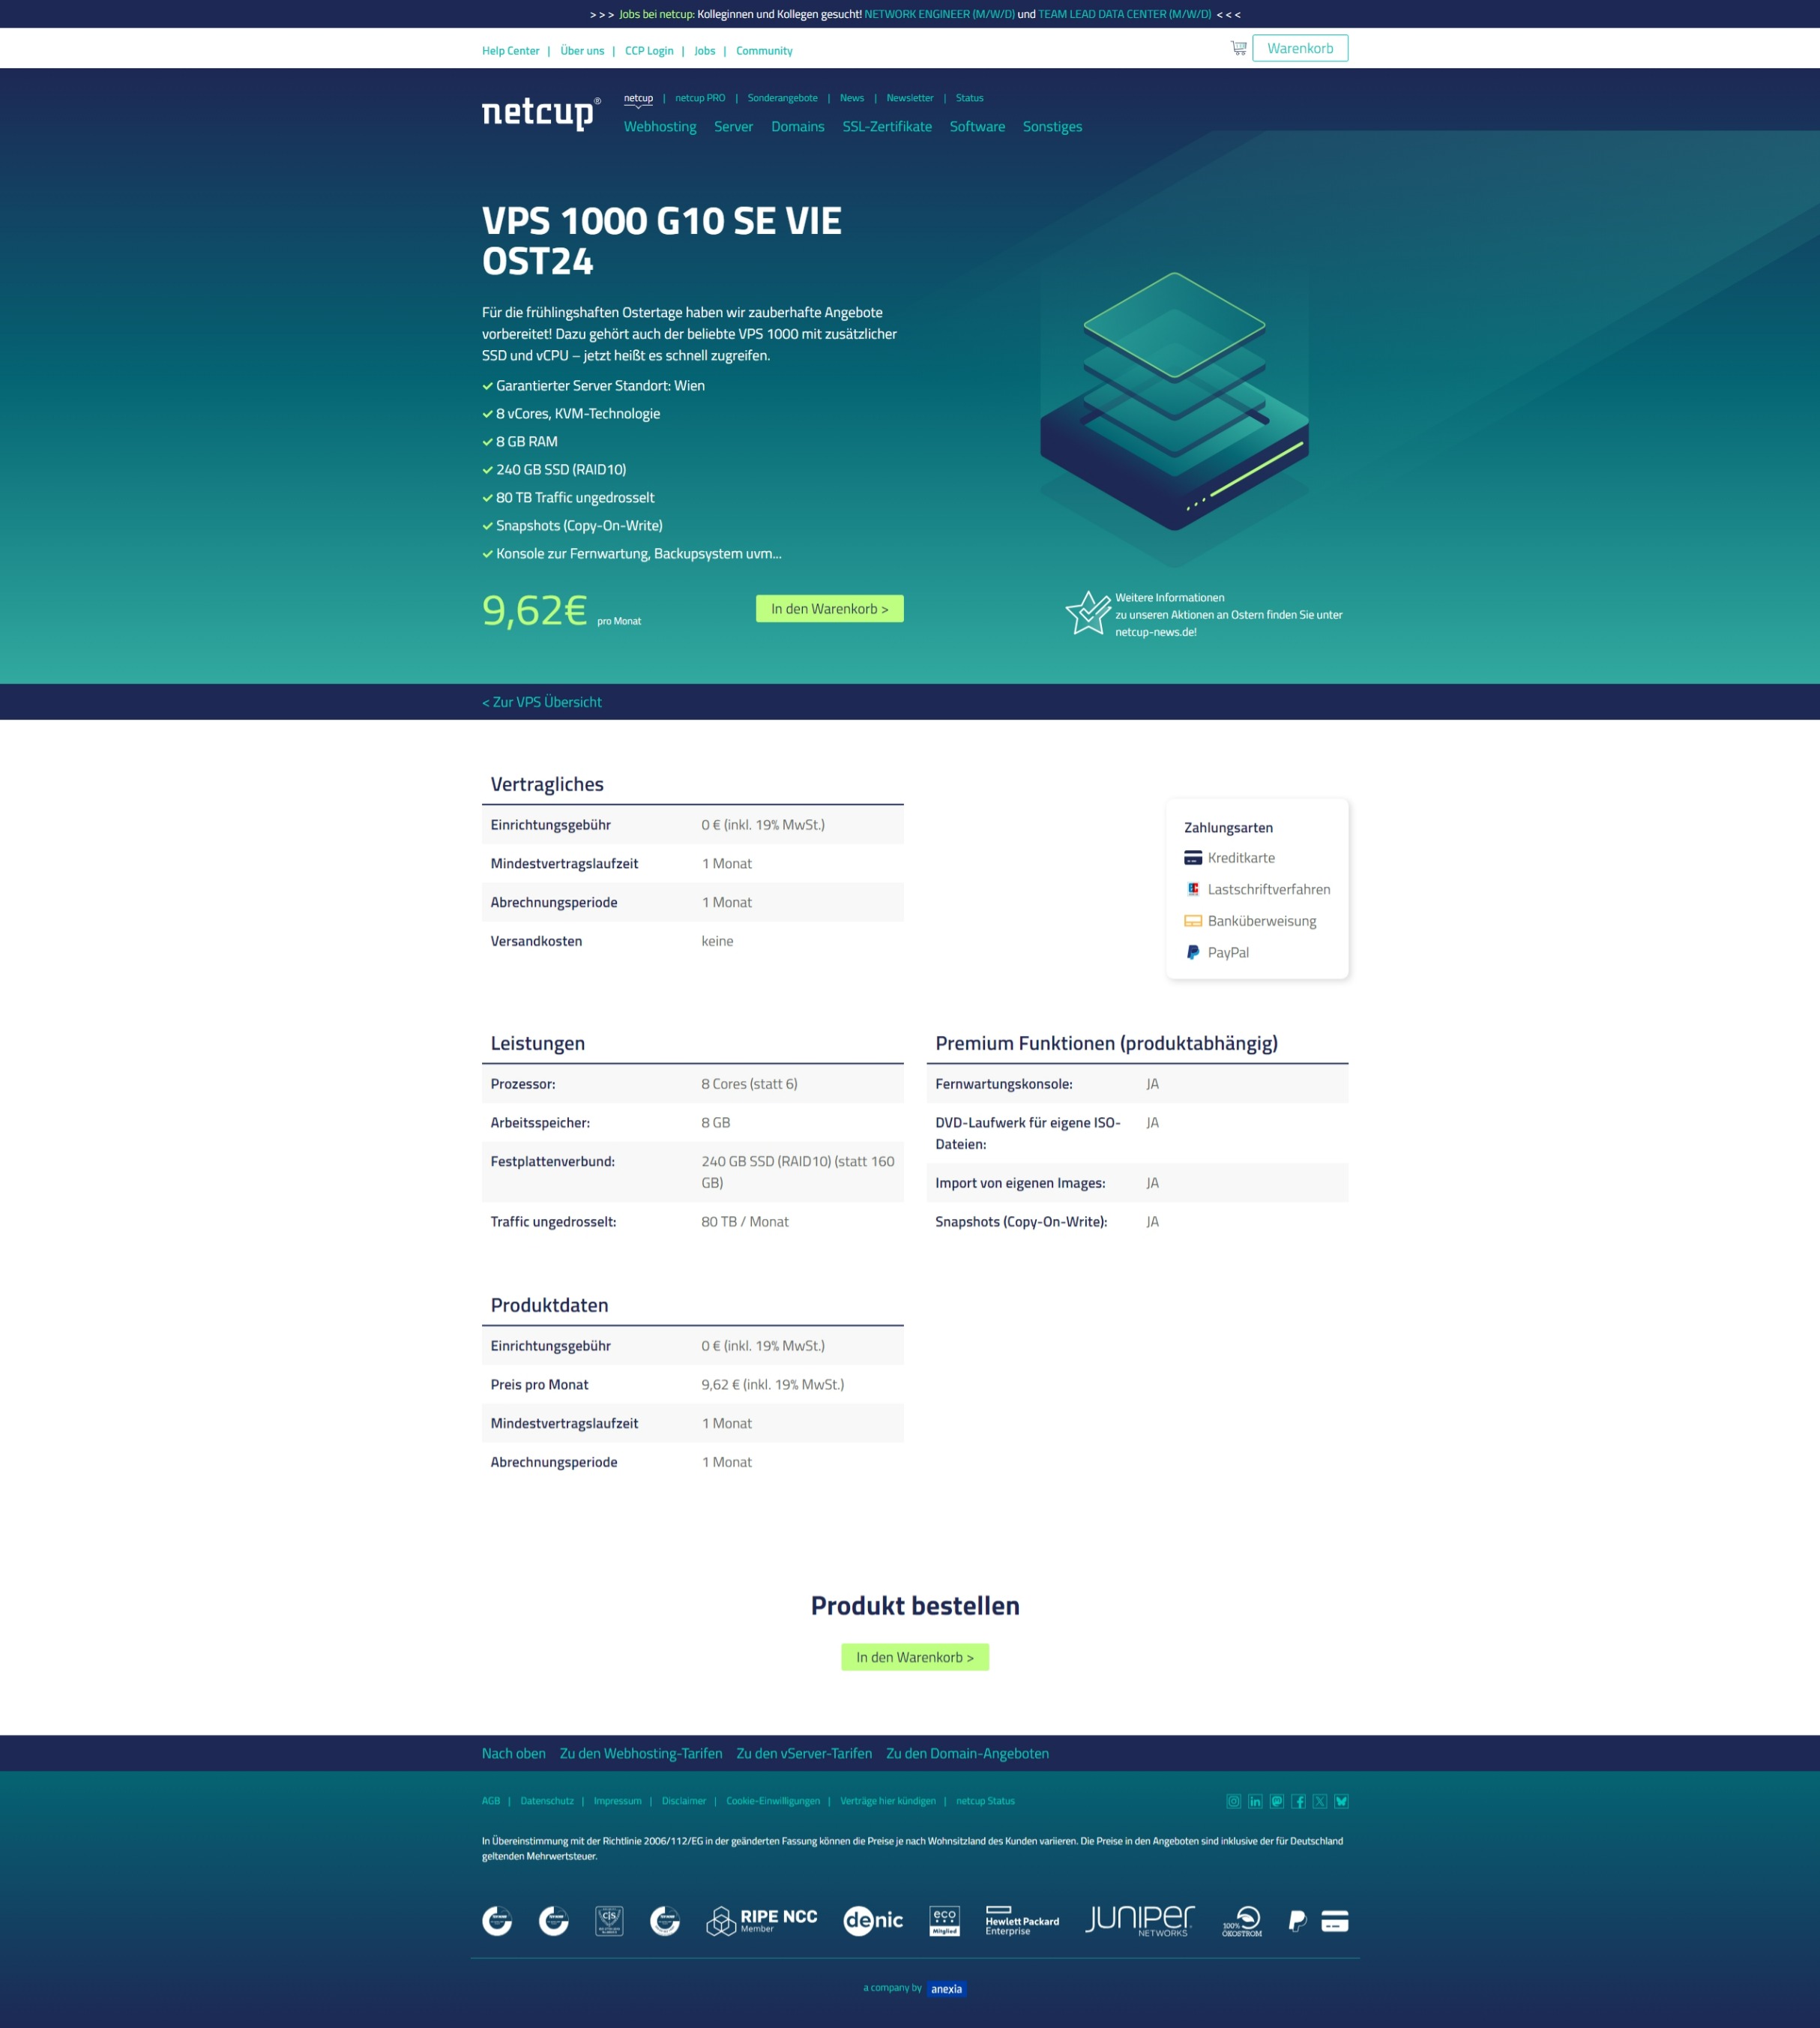 > > > Jobs bei netcup: Kolleginnen und Kollegen gesucht! NETWORK ENGINEER (M/W/D) und TEAM LEAD DATA CENTER (M/W/D) < < <
Help Center | Über uns | CCP Login | Jobs | Community
Warenkorb
netcup®
netcup | netcup PRO | Sonderangebote | News | Newsletter | Status
Webhosting Server Domains SSL-Zertifikate Software Sonstiges
VPS 1000 G10 SE VIE
OST24
Für die frühlingshaften Ostertage haben wir zauberhafte Angebote
vorbereitet! Dazu gehört auch der beliebte VPS 1000 mit zusätzlicher
SSD und vCPU – jetzt heißt es schnell zugreifen.
Garantierter Server Standort: Wien
8 vCores, KVM-Technologie
8 GB RAM
240 GB SSD (RAID10)
80 TB Traffic ungedrosselt
Snapshots (Copy-On-Write)
Konsole zur Fernwartung, Backupsystem uvm...
9,62€ pro Monat
In den Warenkorb >
Weitere Informationen
zu unseren Aktionen an Ostern finden Sie unter
netcup-news.de!
< Zur VPS Übersicht
Vertragliches
Einrichtungsgebühr 0 € (inkl. 19% MwSt.)
Mindestvertragslaufzeit 1 Monat
Abrechnungsperiode 1 Monat
Versandkosten keine
Zahlungsarten
Kreditkarte
Lastschriftverfahren
Banküberweisung
PayPal
Leistungen
Prozessor: 8 Cores (statt 6)
Arbeitsspeicher: 8 GB
Festplattenverbund: 240 GB SSD (RAID10) (statt 160
GB)
Traffic ungedrosselt: 80 TB / Monat
Premium Funktionen (produktabhängig)
Fernwartungskonsole: JA
DVD-Laufwerk für eigene ISO- JA
Dateien:
Import von eigenen Images: JA
Snapshots (Copy-On-Write): JA
Produktdaten
Einrichtungsgebühr 0 € (inkl. 19% MwSt.)
Preis pro Monat 9,62 € (inkl. 19% MwSt.)
Mindestvertragslaufzeit 1 Monat
Abrechnungsperiode 1 Monat
Produkt bestellen
In den Warenkorb >
Nach oben Zu den Webhosting-Tarifen Zu den vServer-Tarifen Zu den Domain-Angeboten
AGB | Datenschutz | Impressum | Disclaimer | Cookie-Einwilligungen | Verträge hier kündigen | netcup Status
In Übereinstimmung mit der Richtlinie 2006/112/EG in der geänderten Fassung können die Preise je nach Wohnsitzland des Kunden variieren. Die Preise in den Angeboten sind inklusive der für Deutschland
geltenden Mehrwertsteuer.
CIS
RIPE NCC
Member
denic
eco
Mitglied
Hewlett Packard
Enterprise
JUNIPER
NETWORKS
100%
ÖKOSTROM
a company by anexia